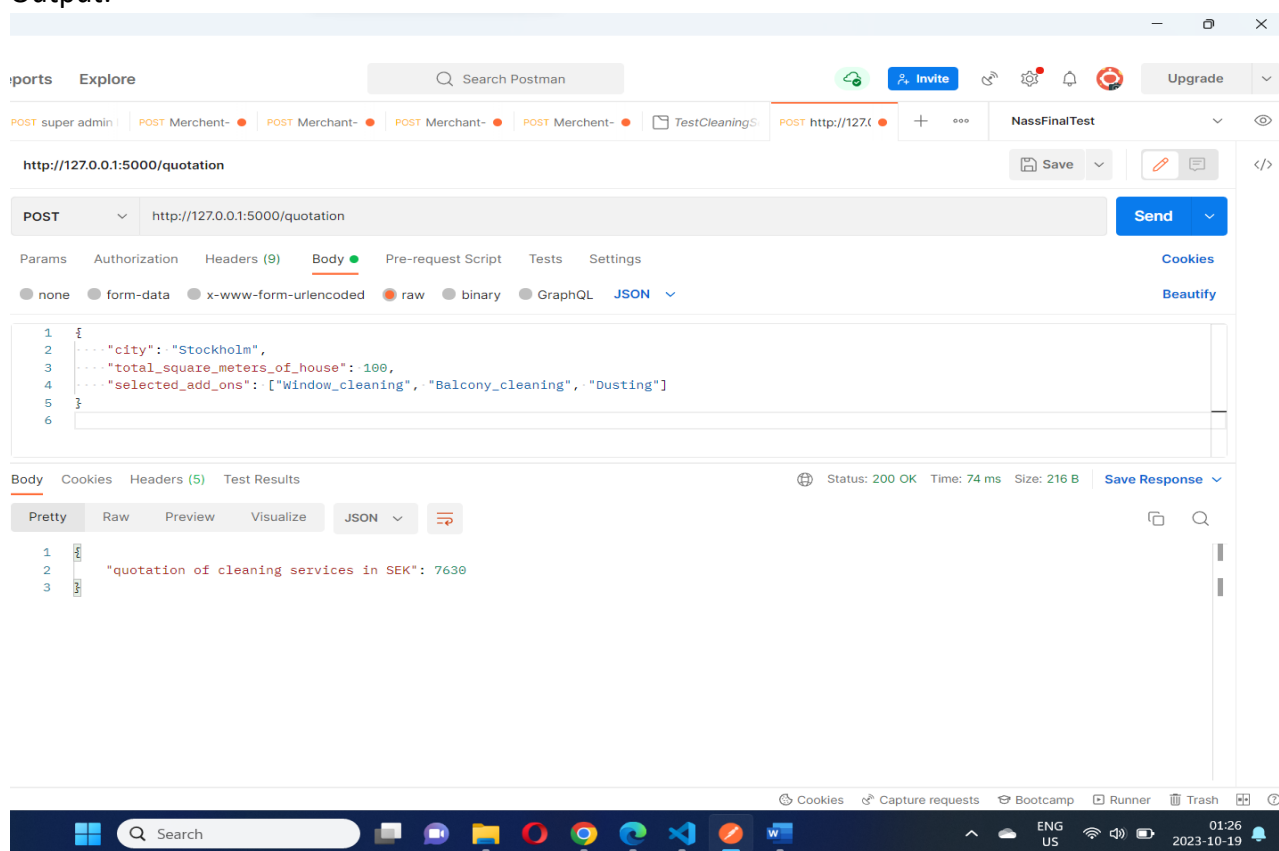 Output:
ports Explore Search Postman Invite Upgrade
POST super admin POST Merchent- POST Merchant- POST Merchant- POST Merchent- TestCleaningS POST http://127.( + ooo NassFinalTest
http://127.0.0.1:5000/quotation Save </>
POST http://127.0.0.1:5000/quotation Send
Params Authorization Headers (9) Body Pre-request Script Tests Settings Cookies
none form-data x-www-form-urlencoded raw binary GraphQL JSON Beautify
1 {
2 "city": "Stockholm",
3 "total_square_meters_of_house": 100,
4 "selected_add_ons": ["Window_cleaning", "Balcony_cleaning", "Dusting"]
5 }
6
Body Cookies Headers (5) Test Results Status: 200 OK Time: 74 ms Size: 216 B Save Response
Pretty Raw Preview Visualize JSON
1 {
2 "quotation of cleaning services in SEK": 7630
3 }
Cookies Capture requests Bootcamp Runner Trash
Search ENG 01:26
US 2023-10-19